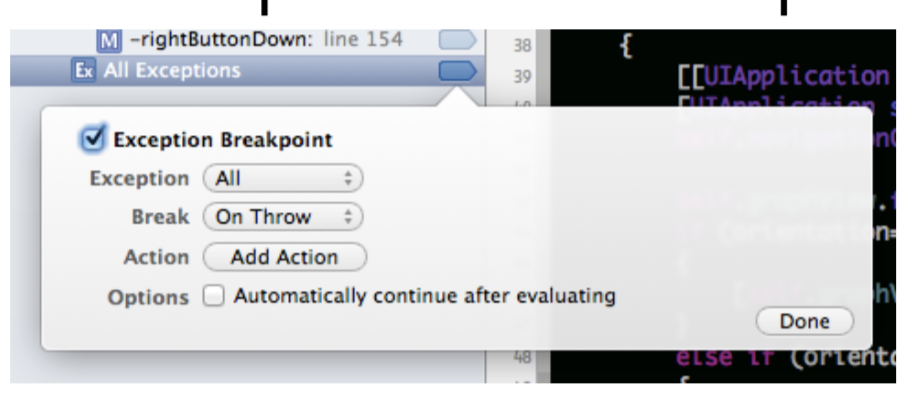 M -rightButtonDown: line 154
38 {
Ex All Exceptions
39 [[UIApplication
Exception Breakpoint
Exception All
Break On Throw
Action Add Action
Options Automatically continue after evaluating
Done
48 else if (orienta